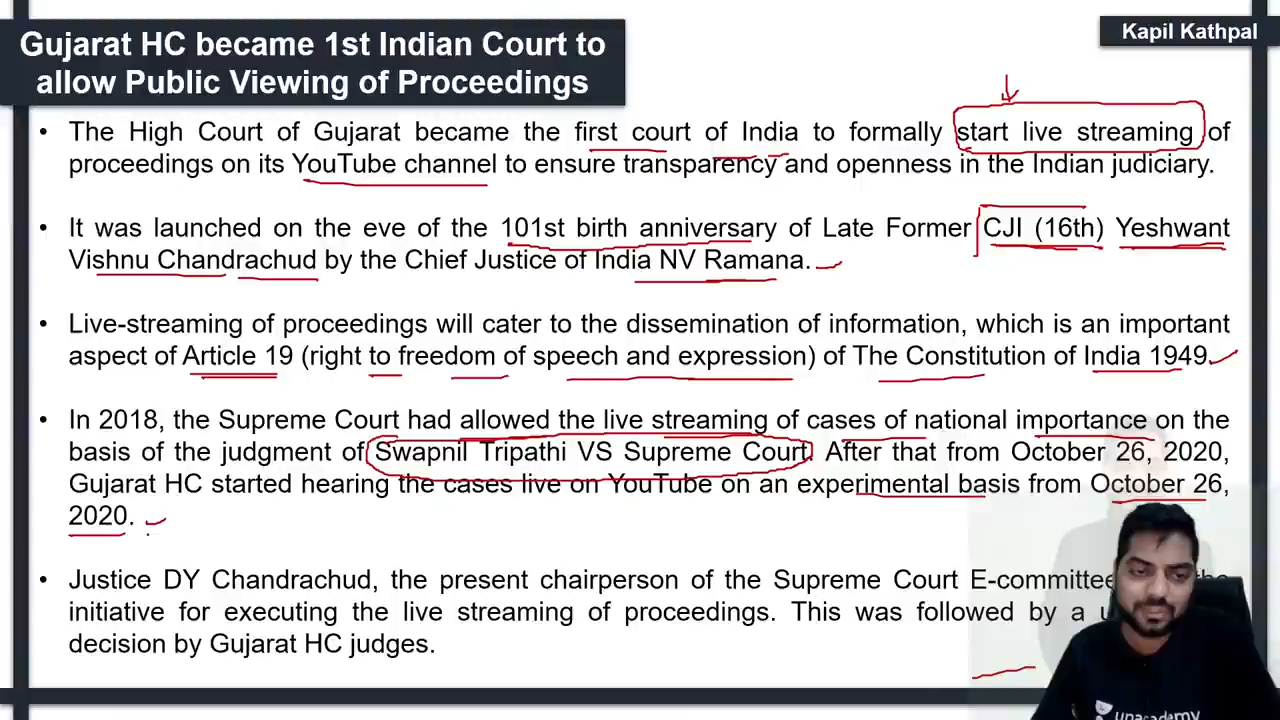 Gujarat HC became 1st Indian Court to
allow Public Viewing of Proceedings
Kapil Kathpal
• The High Court of Gujarat became the first court of India to formally start live streaming of
proceedings on its YouTube channel to ensure transparency and openness in the Indian judiciary.
• It was launched on the eve of the 101st birth anniversary of Late Former CJI (16th) Yeshwant
Vishnu Chandrachud by the Chief Justice of India NV Ramana.
• Live-streaming of proceedings will cater to the dissemination of information, which is an important
aspect of Article 19 (right to freedom of speech and expression) of The Constitution of India 1949.
• In 2018, the Supreme Court had allowed the live streaming of cases of national importance on the
basis of the judgment of Swapnil Tripathi VS Supreme Court. After that from October 26, 2020,
Gujarat HC started hearing the cases live on YouTube on an experimental basis from October 26,
2020.
• Justice DY Chandrachud, the present chairperson of the Supreme Court E-committee the
initiative for executing the live streaming of proceedings. This was followed by a
decision by Gujarat HC judges.
unacademy